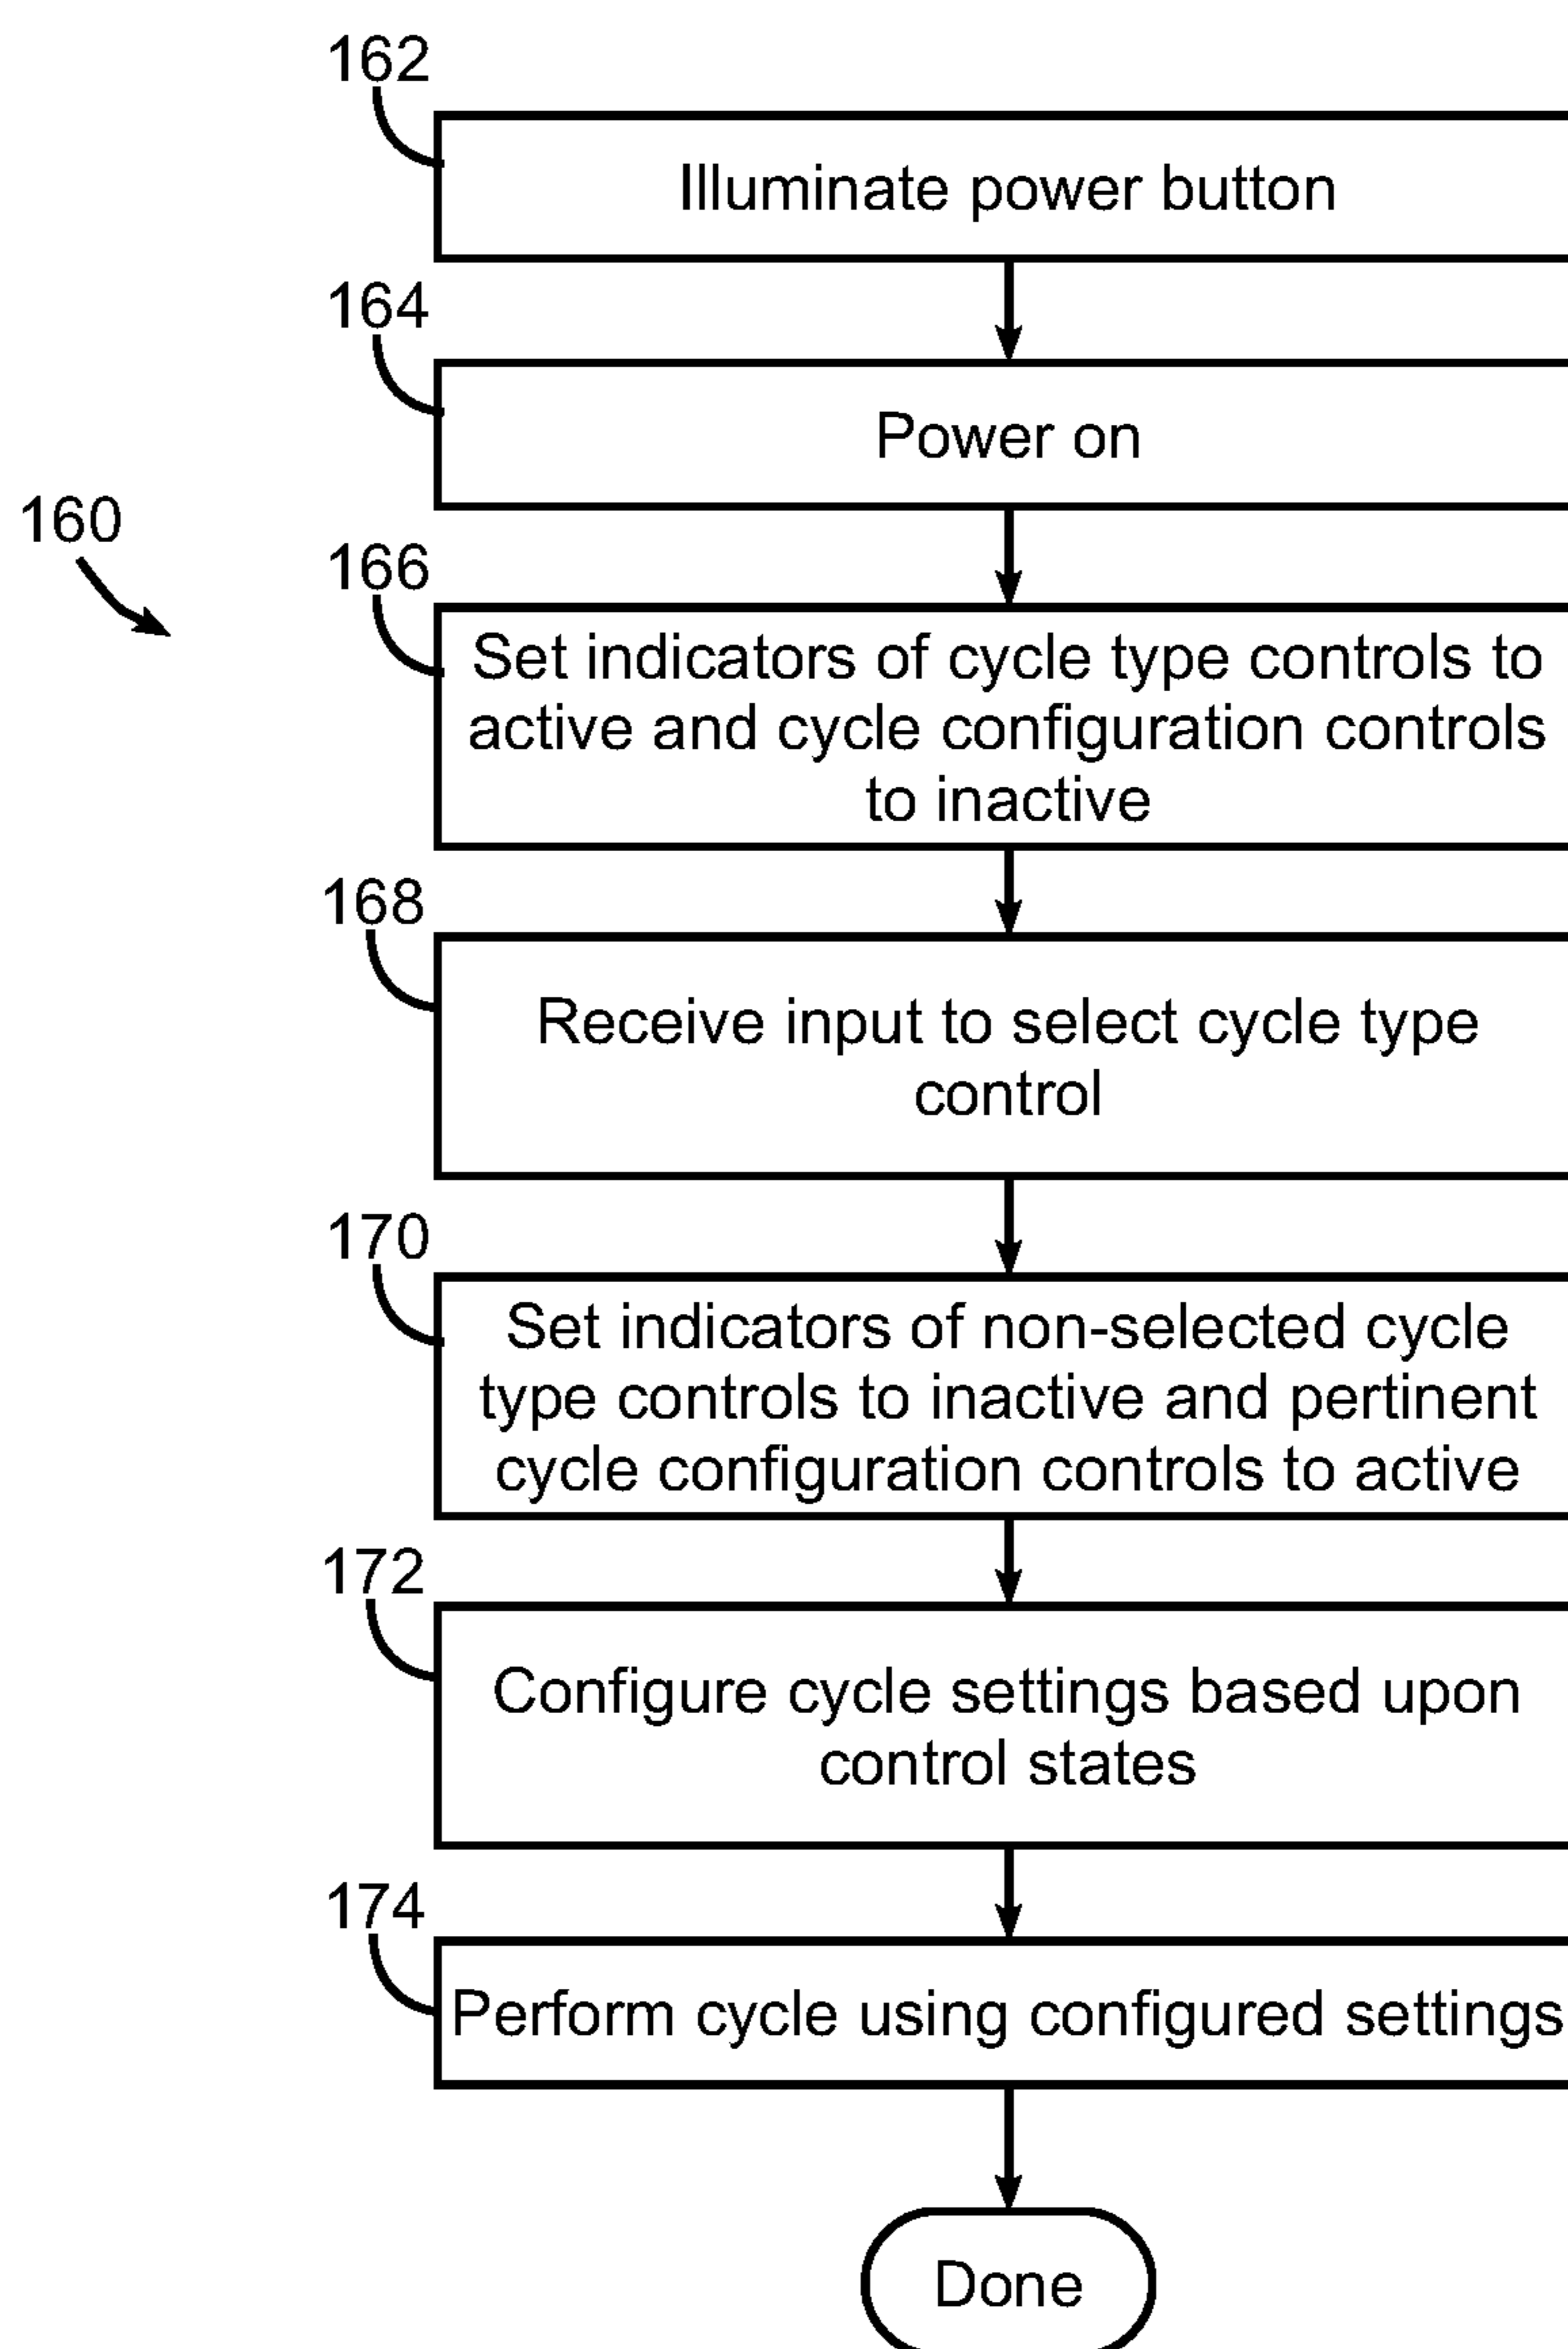 162
Illuminate power button
164
Power on
160
166
Set indicators of cycle type controls to
active and cycle configuration controls
to inactive
168
Receive input to select cycle type
control
170
Set indicators of non-selected cycle
type controls to inactive and pertinent
cycle configuration controls to active
172
Configure cycle settings based upon
control states
174
Perform cycle using configured settings
Done